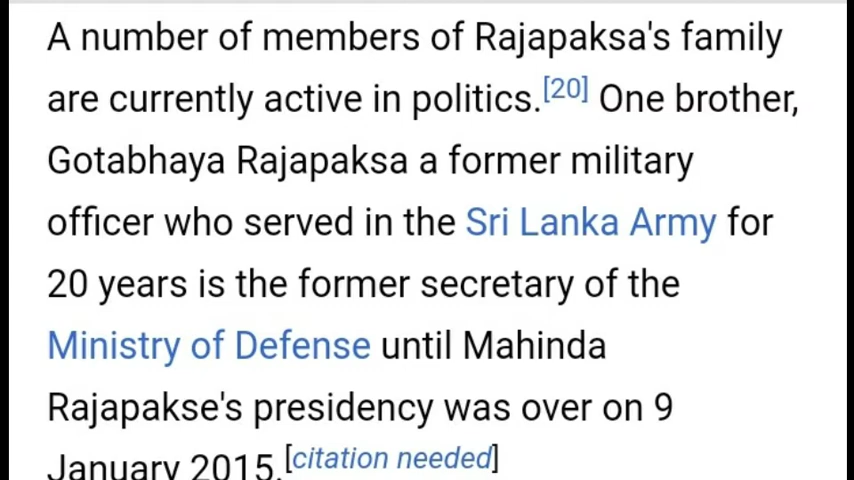 A number of members of Rajapaksa's family
are currently active in politics.[20] One brother,
Gotabhaya Rajapaksa a former military
officer who served in the Sri Lanka Army for
20 years is the former secretary of the
Ministry of Defense until Mahinda
Rajapakse's presidency was over on 9
January 2015.[citation needed]